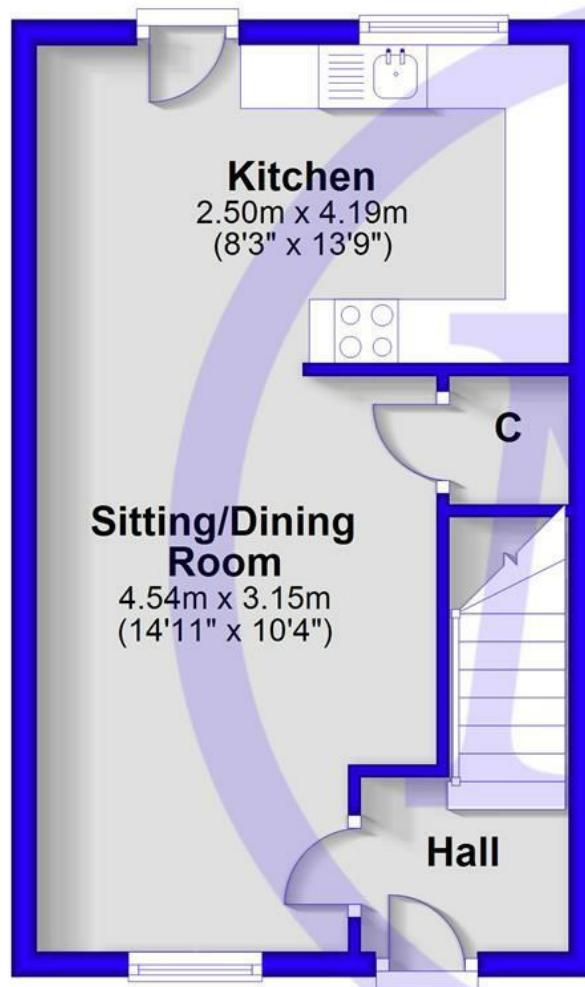 Kitchen
2.50m x 4.19m
(8'3" x 13'9")
C
Sitting/Dining
Room
4.54m x 3.15m
(14'11" x 10'4")
Hall